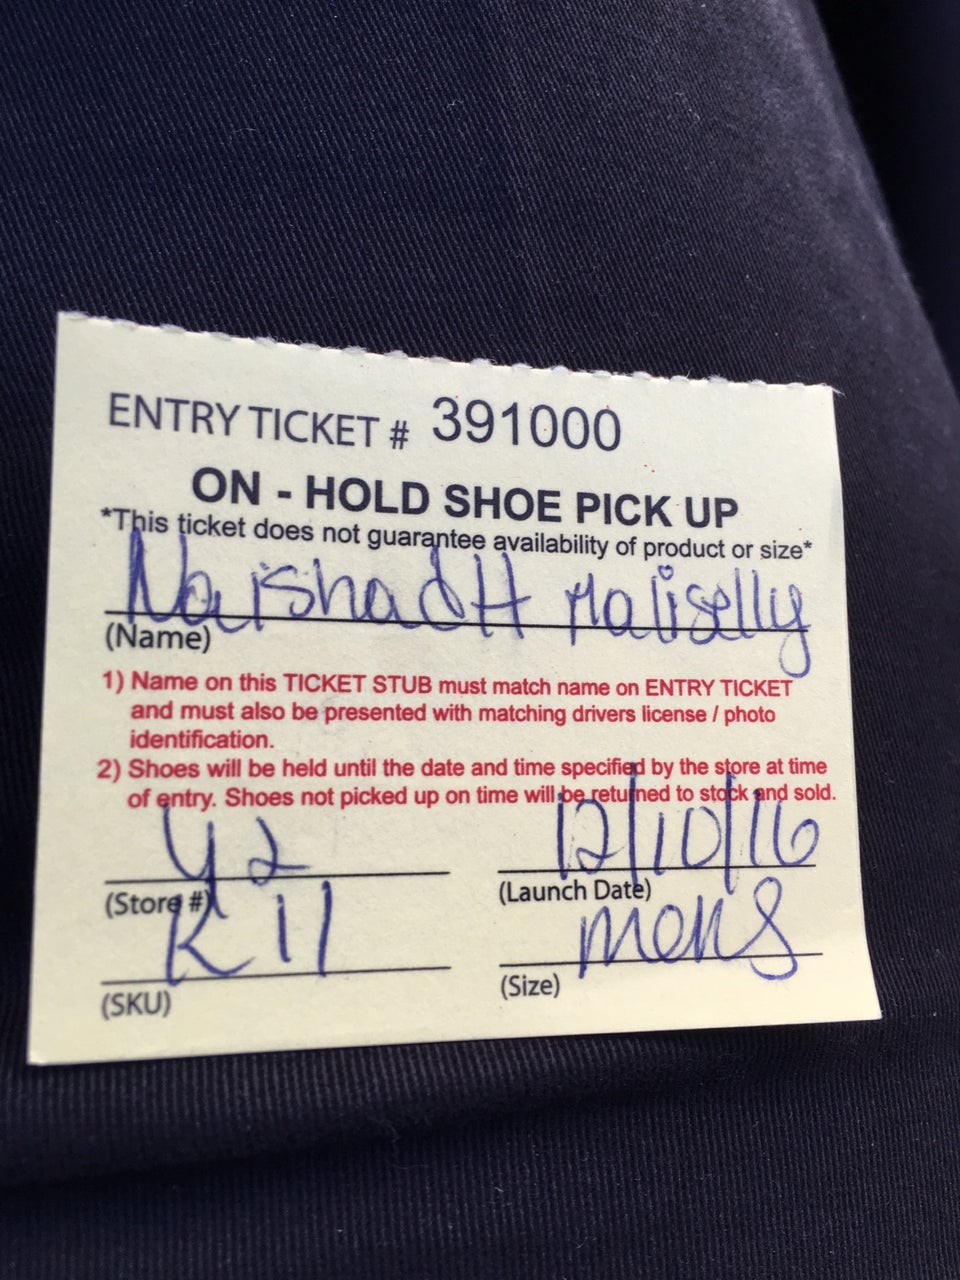 ENTRY TICKET # 391000
ON - HOLD SHOE PICK UP
*This ticket does not guarantee availability of product or size*
(Name)
1) Name on this TICKET STUB must match name on ENTRY TICKET
and must also be presented with matching drivers license / photo
identification.
2) Shoes will be held until the date and time specified by the store at time
of entry. Shoes not picked up on time will be returned to stock and sold.
12/10/16
(Store #) (Launch Date)
K11 mens
(SKU) (Size)